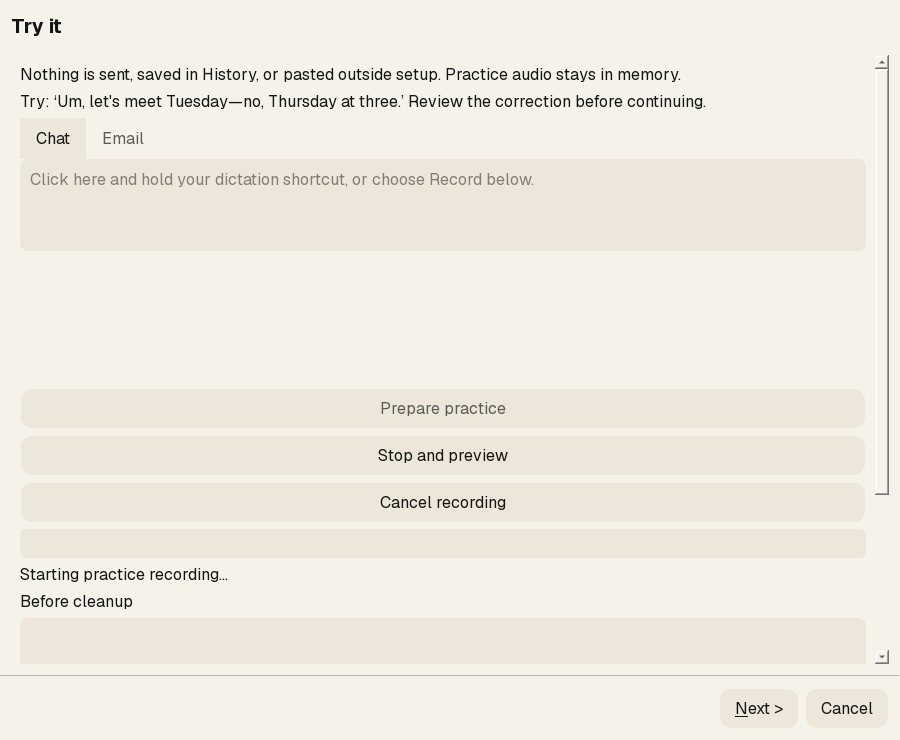 Try it
Nothing is sent, saved in History, or pasted outside setup. Practice audio stays in memory.
Try: ‘Um, let's meet Tuesday—no, Thursday at three.’ Review the correction before continuing.
Chat
Email
Click here and hold your dictation shortcut, or choose Record below.
Prepare practice
Stop and preview
Cancel recording
Starting practice recording...
Before cleanup
Next >
Cancel